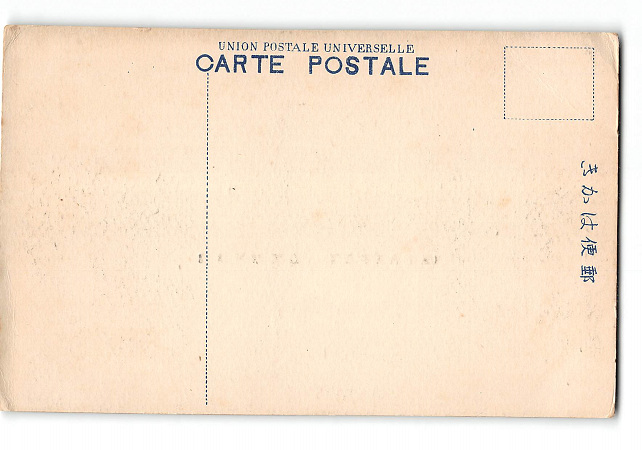 UNION POSTALE UNIVERSELLE
CARTE POSTALE
きかは便郵